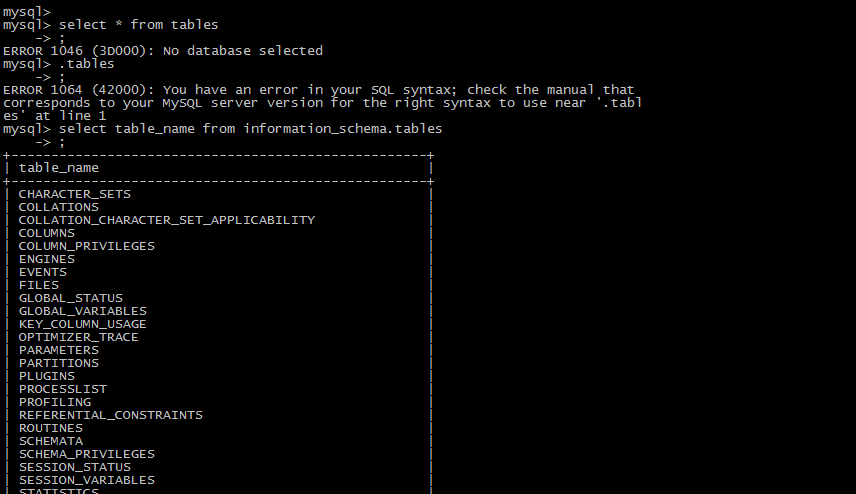 mysql>
mysql> select * from tables
    -> ;
ERROR 1046 (3D000): No database selected
mysql> .tables
    -> ;
ERROR 1064 (42000): You have an error in your SQL syntax; check the manual that
corresponds to your MySQL server version for the right syntax to use near '.tabl
es' at line 1
mysql> select table_name from information_schema.tables
    -> ;
+----------------------------------------------------+
| table_name                                         |
+----------------------------------------------------+
| CHARACTER_SETS                                     |
| COLLATIONS                                         |
| COLLATION_CHARACTER_SET_APPLICABILITY              |
| COLUMNS                                            |
| COLUMN_PRIVILEGES                                  |
| ENGINES                                            |
| EVENTS                                             |
| FILES                                              |
| GLOBAL_STATUS                                      |
| GLOBAL_VARIABLES                                   |
| KEY_COLUMN_USAGE                                   |
| OPTIMIZER_TRACE                                    |
| PARAMETERS                                         |
| PARTITIONS                                         |
| PLUGINS                                            |
| PROCESSLIST                                        |
| PROFILING                                          |
| REFERENTIAL_CONSTRAINTS                            |
| ROUTINES                                           |
| SCHEMATA                                           |
| SCHEMA_PRIVILEGES                                  |
| SESSION_STATUS                                     |
| SESSION_VARIABLES                                  |
| STATISTICS                                         |